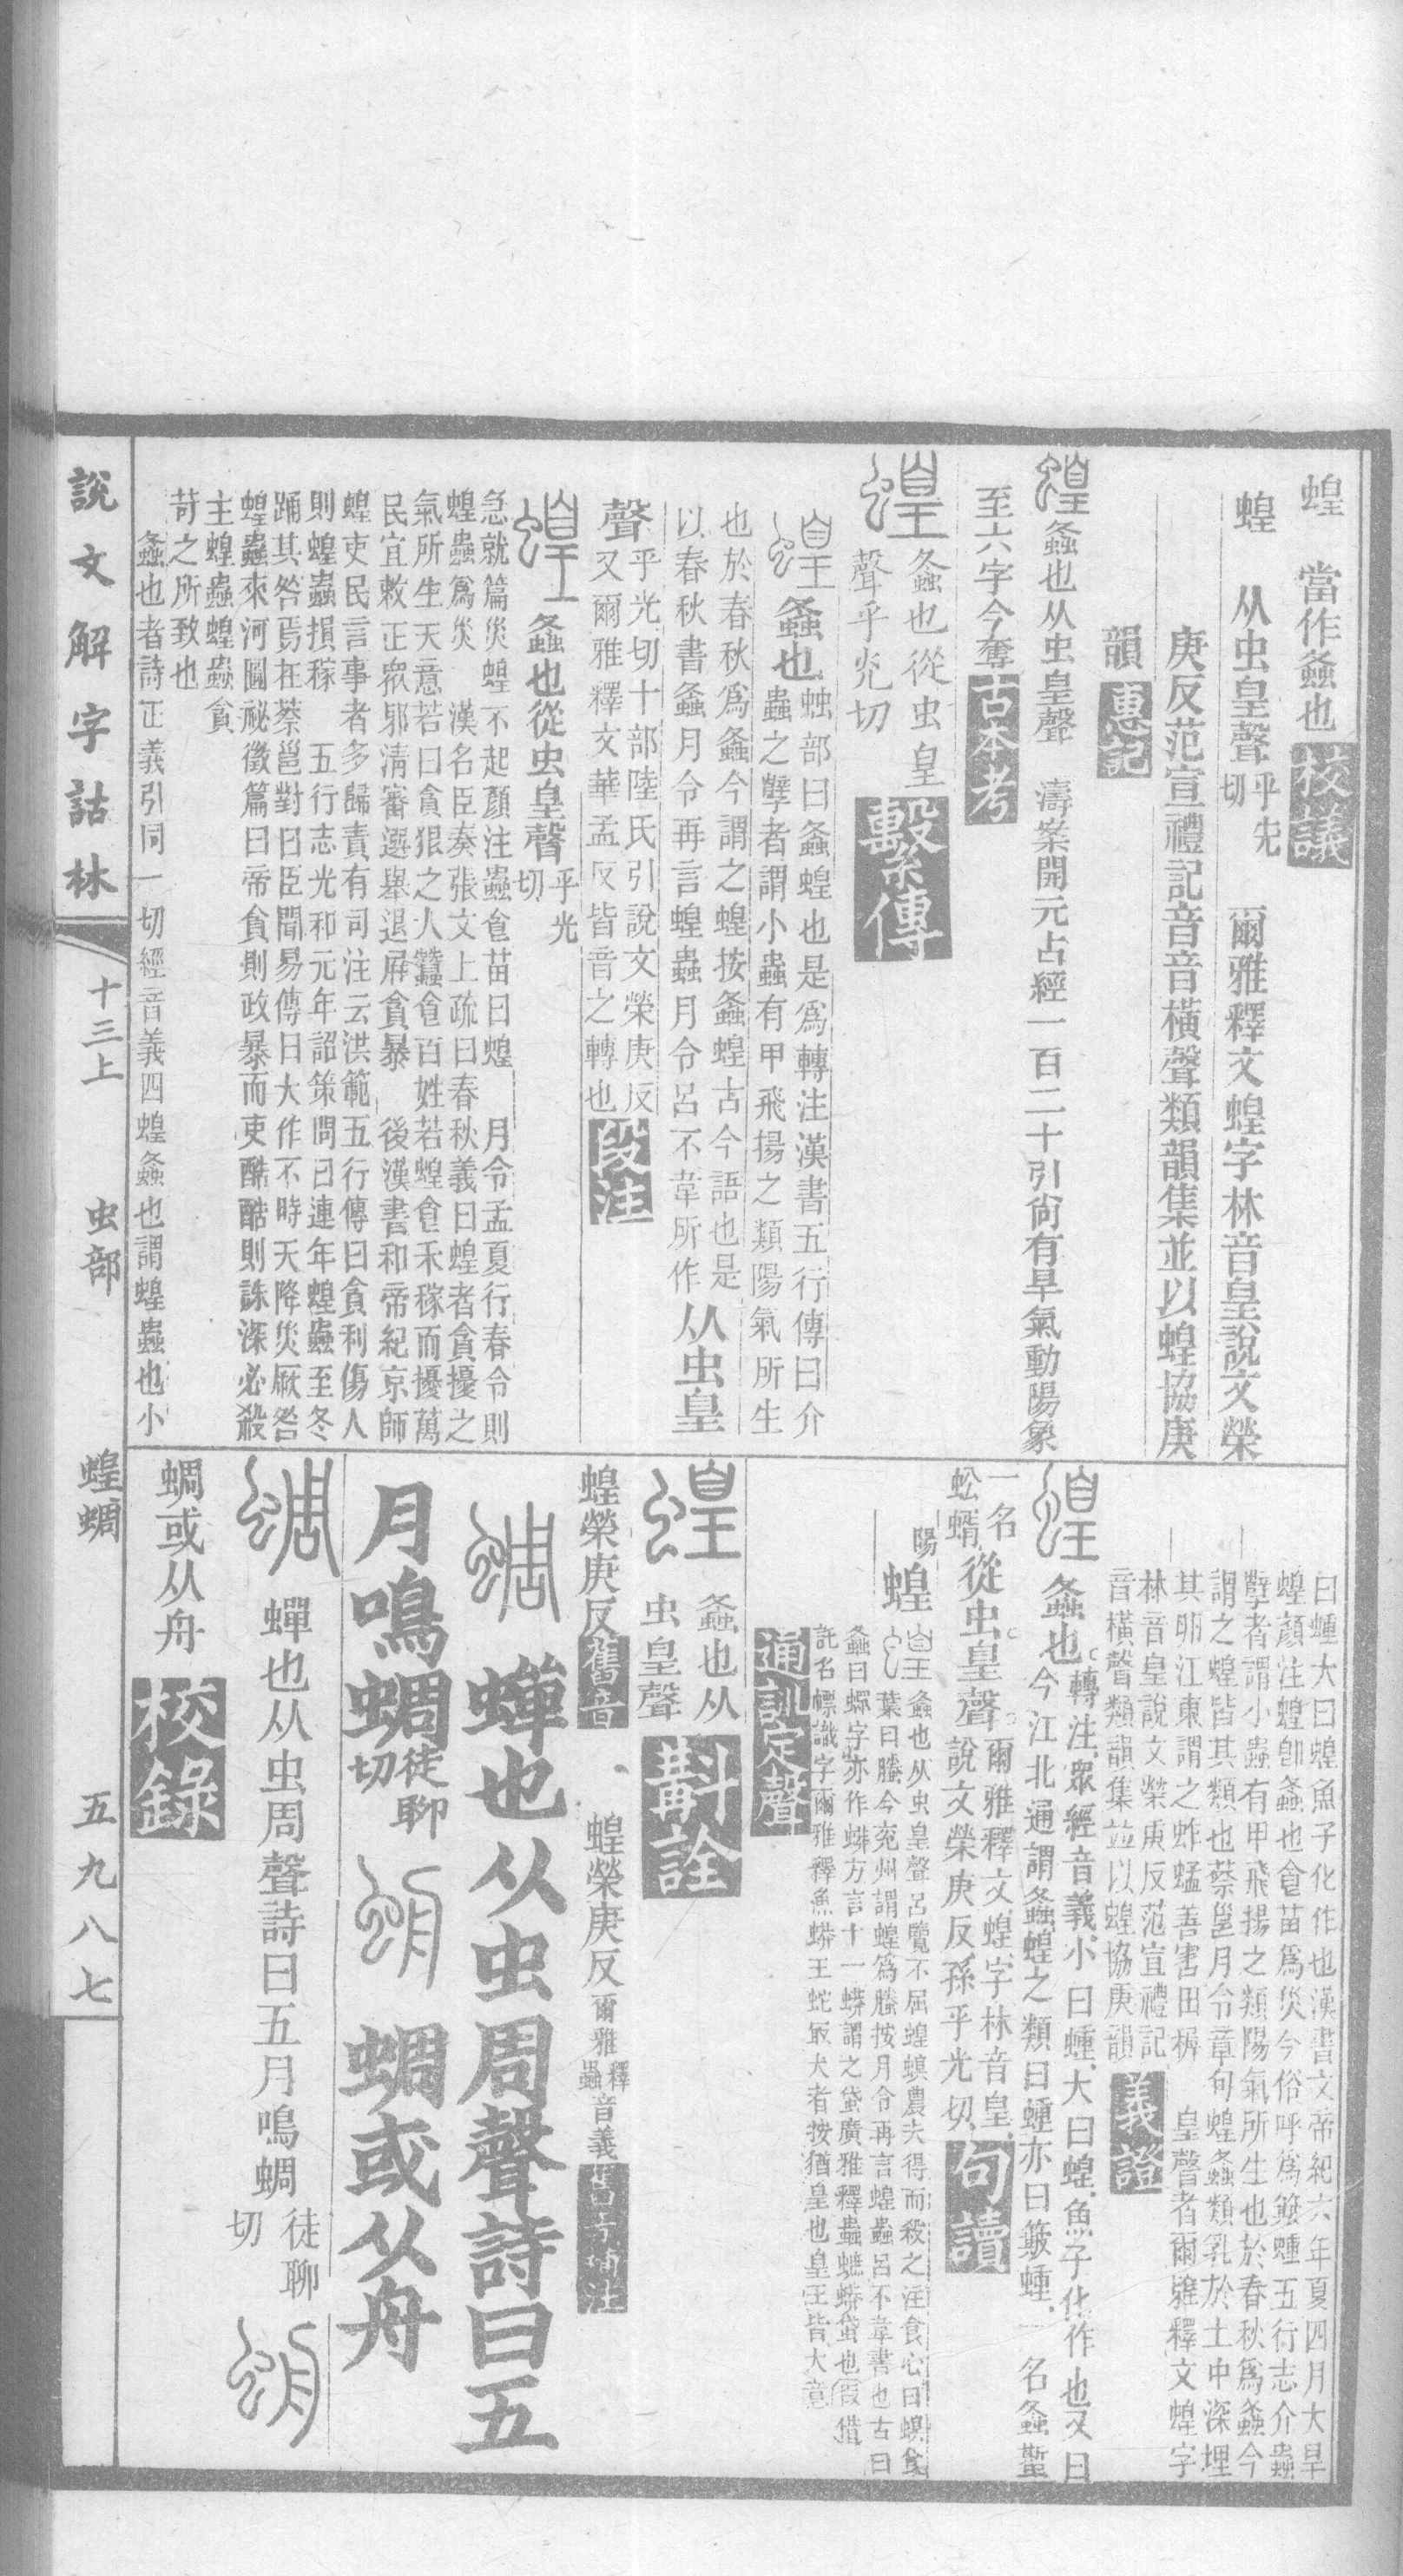 蝗　當作螽也校議
蝗　从虫皇聲乎光切　爾雅釋文蝗字林音皇說文榮
庚反范宣禮記音音橫聲類韻集並以蝗協庚
韻惠記
蝗螽也从虫皇聲　濤案開元占經一百二十引尙有旱氣動陽象
至六字今奪古本考
蝗螽也從虫皇
聲乎光切繫傳
蝗螽也䖵部曰螽蝗也是爲轉注漢書五行傳曰介
蟲之孽者謂小蟲有甲飛揚之類陽氣所生
也於春秋爲螽今謂之蝗按螽蝗古今語也是
以春秋書螽月令再言蝗蟲月令呂不韋所作从虫皇
聲乎光切十部陸氏引說文榮庚反
又爾雅釋文華孟反皆音之轉也段注
蝗螽也從虫皇聲乎光切
急就篇災蝗不起顏注蟲食苗曰蝗　月令孟夏行春令則
蝗蟲爲災　漢名臣奏張文上疏曰春秋義曰蝗者貪擾之
氣所生天意若曰貪狠之人蠶食百姓若蝗食禾稼而擾萬
民宜敕正眾邪清審選舉退屏貪暴　後漢書和帝紀京師
蝗吏民言事者多歸責有司注云洪範五行傳曰貪利傷人
則蝗蟲損稼　五行志光和元年詔策問曰連年蝗蟲至冬
踊其咎焉在蔡邕對曰臣聞易傳曰大作不時天降災厥咎
蝗蟲來河圖祕徵篇曰帝貪則政暴而吏酷酷則誅深必殺
主蝗蟲蝗蟲貪
苛之所致也
螽也者詩正義引同一切經音義四蝗螽也謂蝗蟲也小
曰蝩大曰蝗魚子化作也漢書文帝紀六年夏四月大旱
蝗顏注蝗卽螽也食苗爲災今俗呼爲簸蝩五行志介蟲
孽者謂小蟲有甲飛揚之類陽氣所生也於春秋爲螽今
謂之蝗皆其類也蔡邕月令章句蝗螽類乳於土中深埋
其卵江東謂之蚱蜢善害田穉　皇聲者爾雅釋文蝗字
林音皇說文榮庚反范宣禮記
音橫聲類韻集並以蝗協庚韻義證
蝗螽也轉注眾經音義小曰蝩大曰蝗魚子化作也又曰
今江北通謂螽蝗之類曰蝩亦曰簸蝩一名螽蟴
一名蚣蝑從虫皇聲爾雅釋文蝗字林音皇
說文榮庚反孫乎光切句讀
陽蝗螽也从虫皇聲呂覽不屈蝗螟農夫得而殺之注食心曰螟食
葉曰螣今兗州謂蝗爲螣按月令再言蝗蟲呂不韋書也古曰
螽曰蠌字亦作蟒方言十一蟒謂之蟘廣雅釋蟲蟅蟒蟘也假借
託名幖識字爾雅釋魚蟒王蛇最大者按猶皇也皇王皆大意
通訓定聲
蝗螽也从
虫皇聲斠詮
蝗榮庚反舊音　蝗榮庚反爾雅釋蟲音義
蜩蟬也从虫周聲詩曰五
月鳴蜩徒聊切　蜩或从舟
蜩蟬也从虫周聲詩曰五月鳴蜩徒聊切
蜩或从舟校錄
說文解字詁林　十三上　虫部　蝗蜩　五九八七